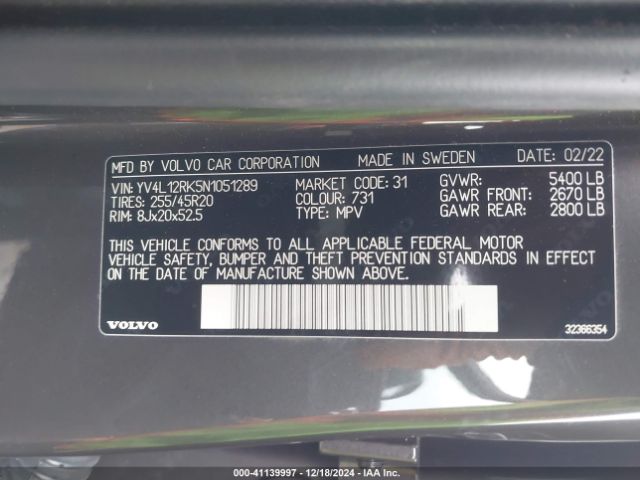 MFD BY VOLVO CAR CORPORATION MADE IN SWEDEN DATE: 02/22
VIN: YV4L12RK5N1051289 MARKET CODE: 31 GVWR: 5400 LB
TIRES: 255/45R20 COLOUR: 731 GAWR FRONT: 2670 LB
RIM: 8Jx20x52.5 TYPE: MPV GAWR REAR: 2800 LB
THIS VEHICLE CONFORMS TO ALL APPLICABLE FEDERAL MOTOR
VEHICLE SAFETY, BUMPER AND THEFT PREVENTION STANDARDS IN EFFECT
ON THE DATE OF MANUFACTURE SHOWN ABOVE.
VOLVO 32366354
000-41139997 - 12/18/2024 - IAA Inc.